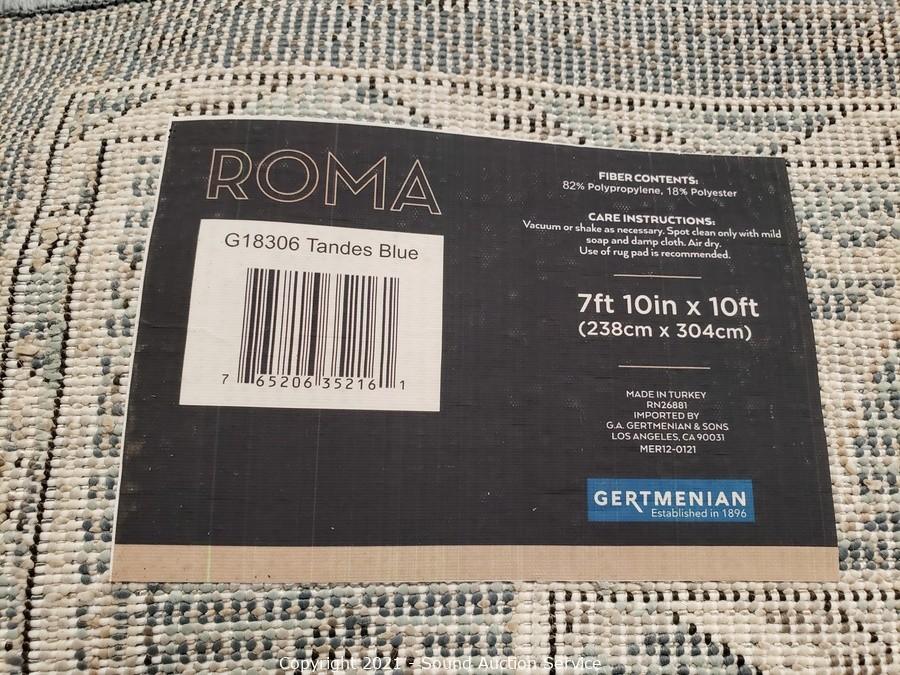 ROMA
G18306 Tandes Blue
7 65206 35216 1
FIBER CONTENTS:
82% Polypropylene, 18% Polyester
CARE INSTRUCTIONS:
Vacuum or shake as necessary. Spot clean only with mild
soap and damp cloth. Air dry.
Use of rug pad is recommended.
7ft 10in x 10ft
(238cm x 304cm)
MADE IN TURKEY
RN26881
IMPORTED BY
G.A. GERTMENIAN & SONS
LOS ANGELES, CA 90031
MER12-0121
GERTMENIAN
Established in 1896
Copyright 2021 - Sound Auction Service